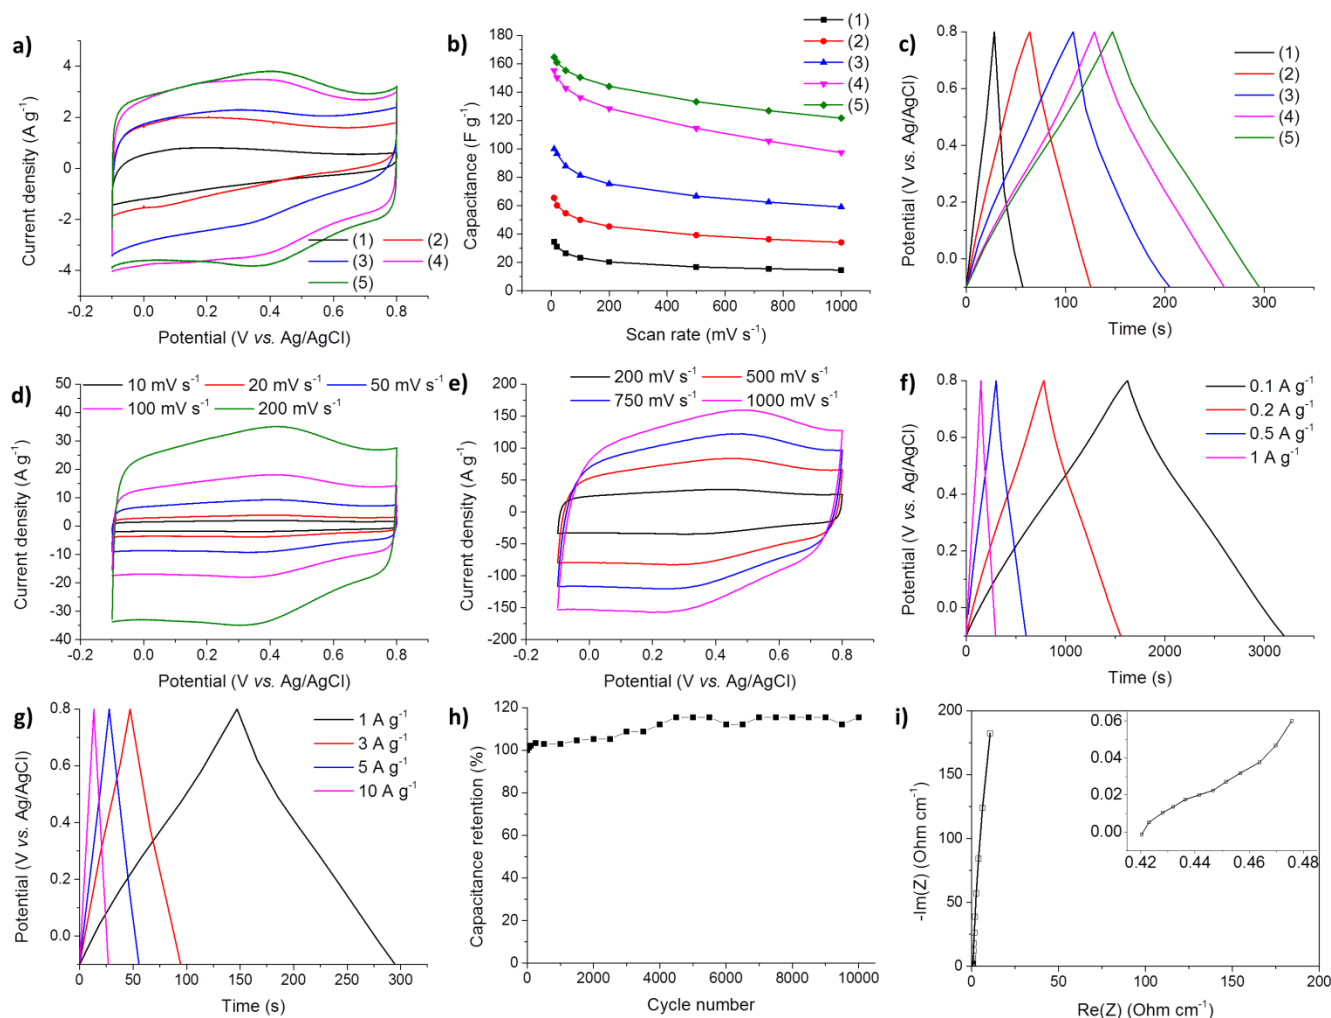 a)
4
2
0
-2
-4
-0.2 0.0 0.2 0.4 0.6 0.8
Current density (A g⁻¹)
Potential (V vs. Ag/AgCl)
(1) (2)
(3) (4)
(5)
b)
180
160
140
120
100
80
60
40
20
0
0 200 400 600 800 1000
Capacitance (F g⁻¹)
Scan rate (mV s⁻¹)
(1)
(2)
(3)
(4)
(5)
c)
0.8
0.6
0.4
0.2
0.0
0 100 200 300
Potential (V vs. Ag/AgCl)
Time (s)
(1)
(2)
(3)
(4)
(5)
d)
10 mV s⁻¹ 20 mV s⁻¹ 50 mV s⁻¹
100 mV s⁻¹ 200 mV s⁻¹
50
40
30
20
10
0
-10
-20
-30
-40
-0.2 0.0 0.2 0.4 0.6 0.8
Current density (A g⁻¹)
Potential (V vs. Ag/AgCl)
e)
200 mV s⁻¹ 500 mV s⁻¹
750 mV s⁻¹ 1000 mV s⁻¹
200
150
100
50
0
-50
-100
-150
-200
-0.2 0.0 0.2 0.4 0.6 0.8
Current density (A g⁻¹)
Potential (V vs. Ag/AgCl)
f)
0.8
0.6
0.4
0.2
0.0
0 1000 2000 3000
Potential (V vs. Ag/AgCl)
Time (s)
0.1 A g⁻¹
0.2 A g⁻¹
0.5 A g⁻¹
1 A g⁻¹
g)
0.8
0.6
0.4
0.2
0.0
0 50 100 150 200 250 300
Potential (V vs. Ag/AgCl)
Time (s)
1 A g⁻¹
3 A g⁻¹
5 A g⁻¹
10 A g⁻¹
h)
120
100
80
60
40
20
0
0 2000 4000 6000 8000 10000
Capacitance retention (%)
Cycle number
i)
200
150
100
50
0
0 50 100 150 200
-Im(Z) (Ohm cm⁻¹)
Re(Z) (Ohm cm⁻¹)
0.06
0.04
0.02
0.00
0.42 0.44 0.46 0.48